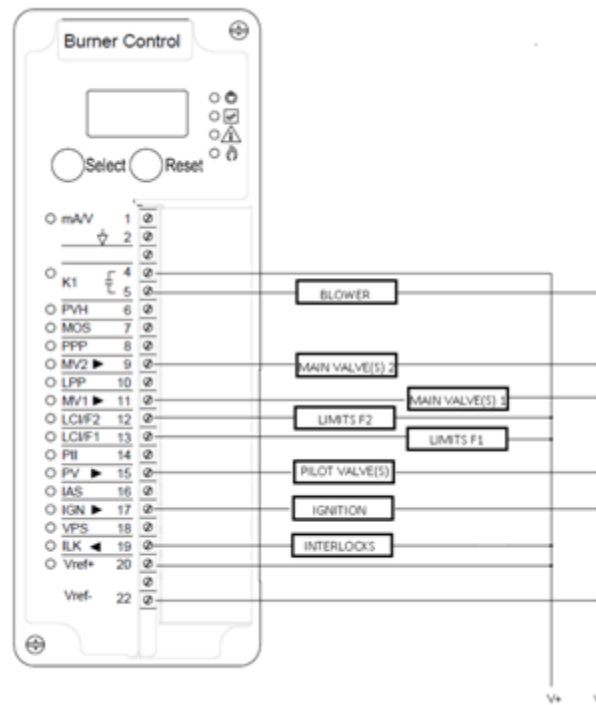 Burner Control
Select Reset
mA/V 1
2
K1 4
5 BLOWER
PVH 6
MOS 7
PPP 8
MV2 ► 9 MAIN VALVE(S) 2
LPP 10
MV1 ► 11 MAIN VALVE(S) 1
LCI/F2 12 LIMITS F2
LCI/F1 13 LIMITS F1
PII 14
PV ► 15 PILOT VALVE(S)
IAS 16
IGN ► 17 IGNITION
VPS 18
ILK ◄ 19 INTERLOCKS
Vref+ 20
Vref- 22
V+